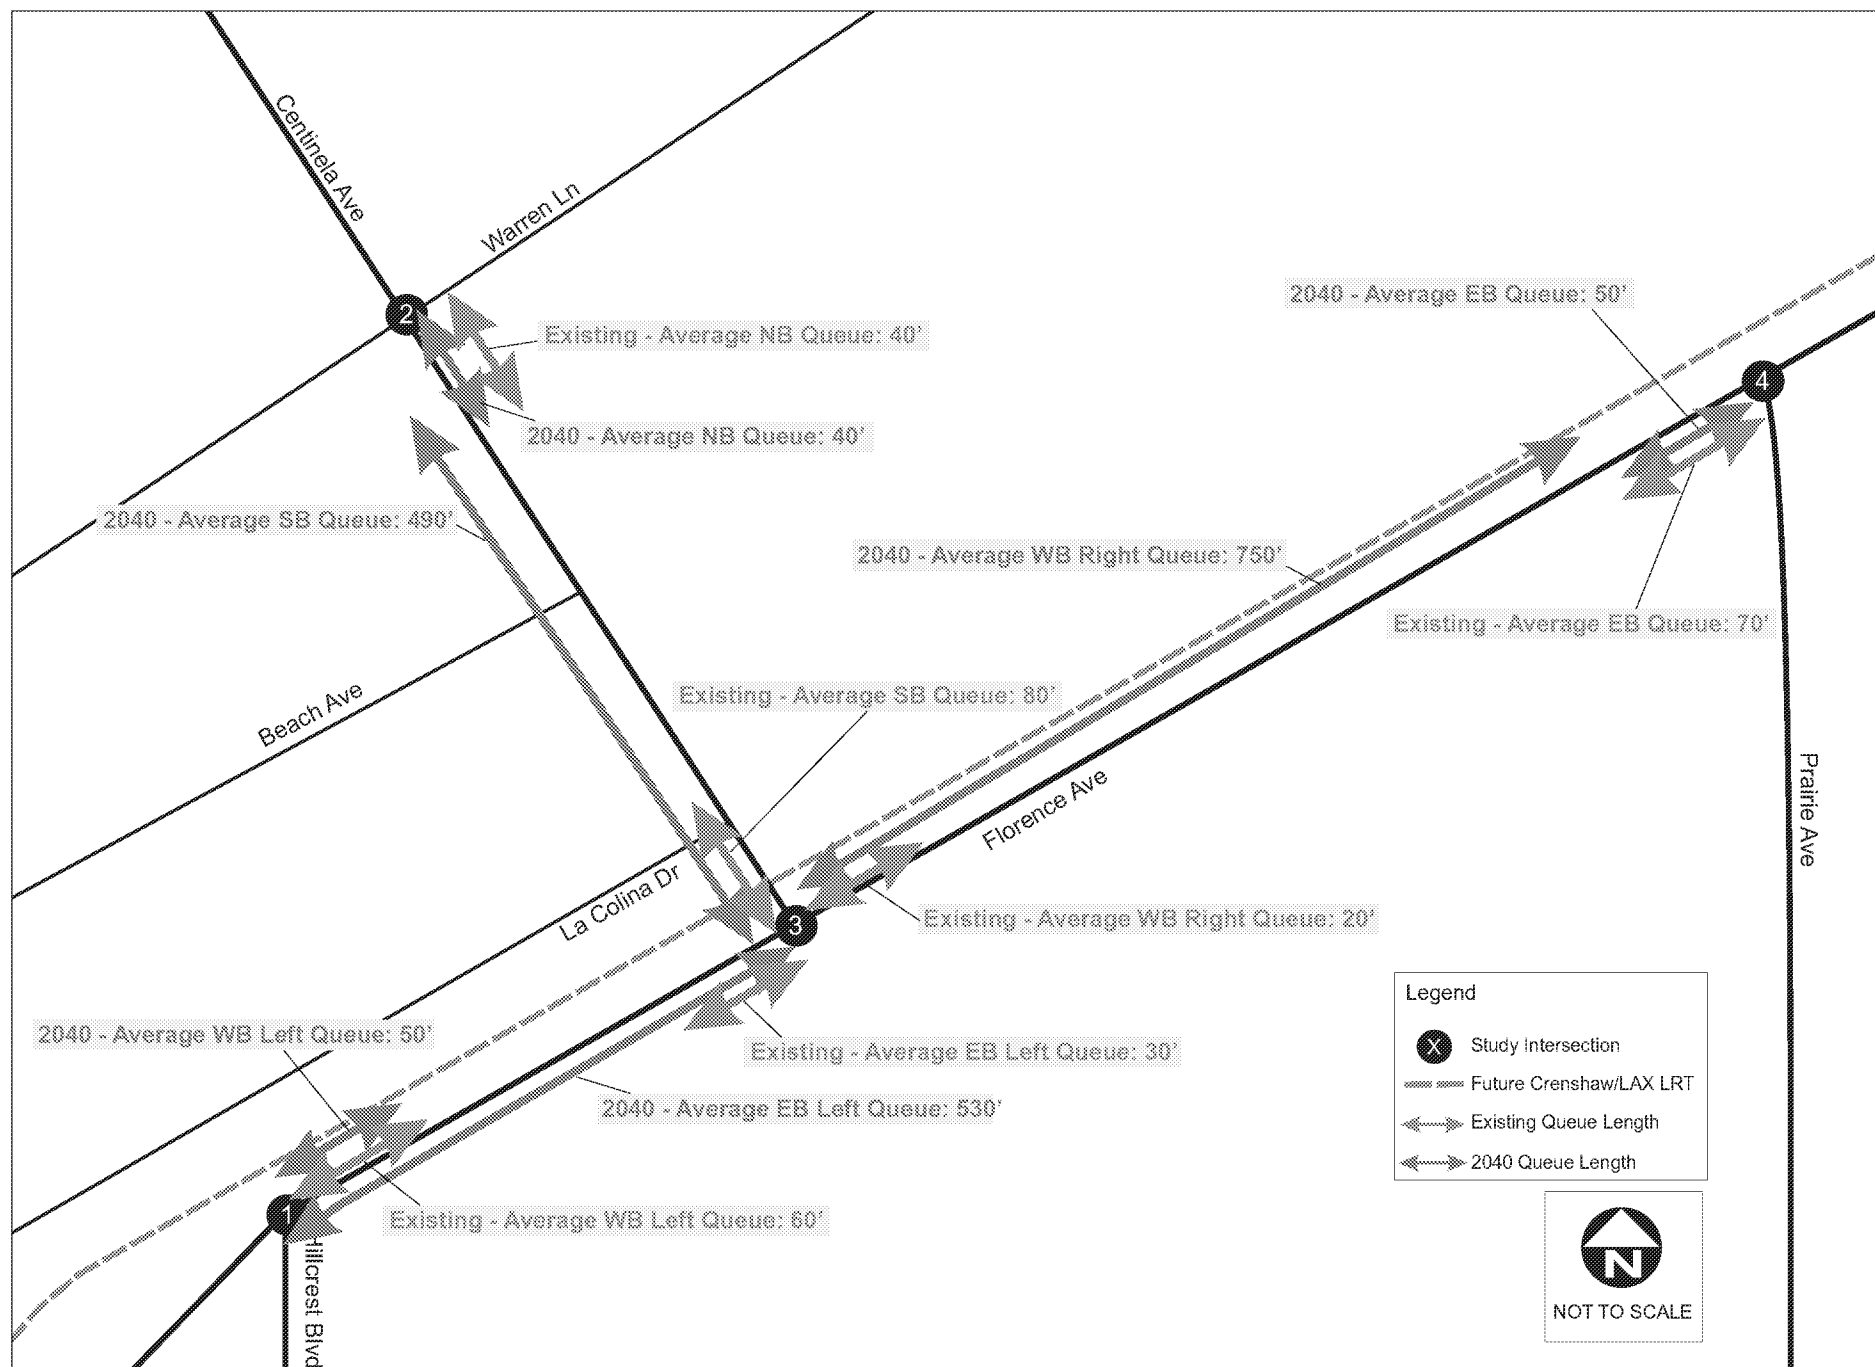 Centinela Ave
Warren Ln
2
Existing - Average NB Queue: 40'
2040 - Average EB Queue: 50'
4
2040 - Average NB Queue: 40'
2040 - Average SB Queue: 490'
2040 - Average WB Right Queue: 750'
Existing - Average EB Queue: 70'
Beach Ave
Existing - Average SB Queue: 80'
Florence Ave
Prairie Ave
La Colina Dr
3
Existing - Average WB Right Queue: 20'
2040 - Average WB Left Queue: 50'
Existing - Average EB Left Queue: 30'
2040 - Average EB Left Queue: 530'
1
Existing - Average WB Left Queue: 60'
Hillcrest Blvd
Legend
X Study Intersection
Future Crenshaw/LAX LRT
Existing Queue Length
2040 Queue Length
N
NOT TO SCALE